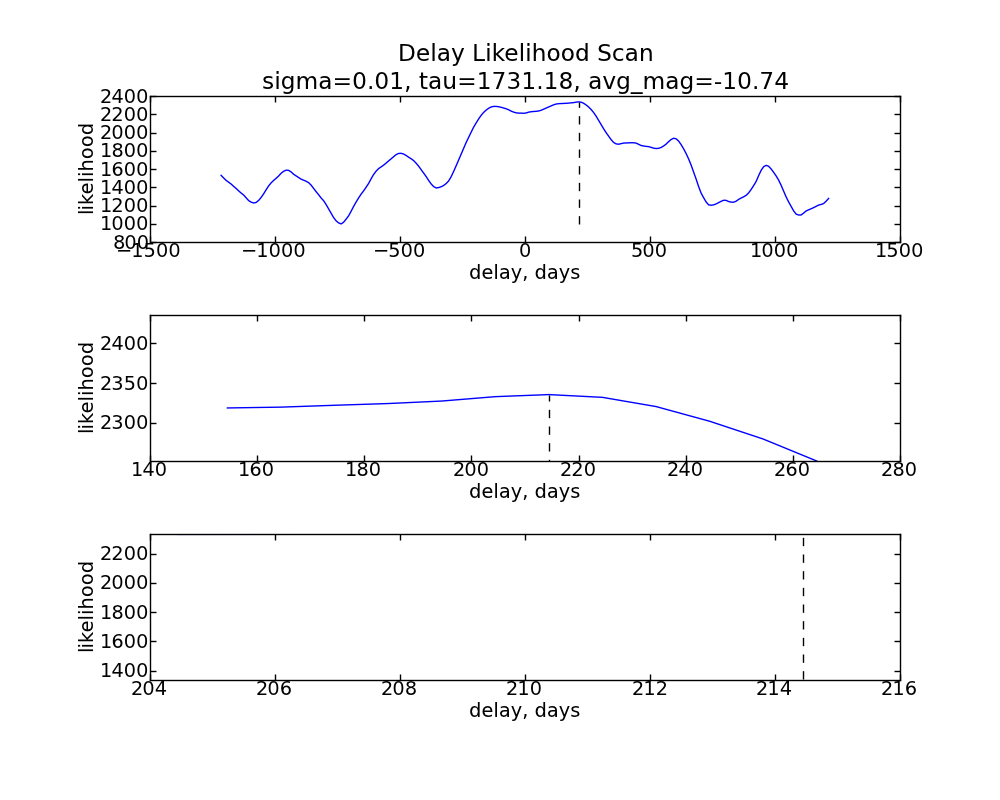 Delay Likelihood Scan
sigma=0.01, tau=1731.18, avg_mag=-10.74
2400
2200
2000
1800
1600
1400
1200
1000
800
likelihood
−1500 −1000 −500 0 500 1000 1500
delay, days
2400
2350
2300
likelihood
140 160 180 200 220 240 260 280
delay, days
2200
2000
1800
1600
1400
likelihood
204 206 208 210 212 214 216
delay, days